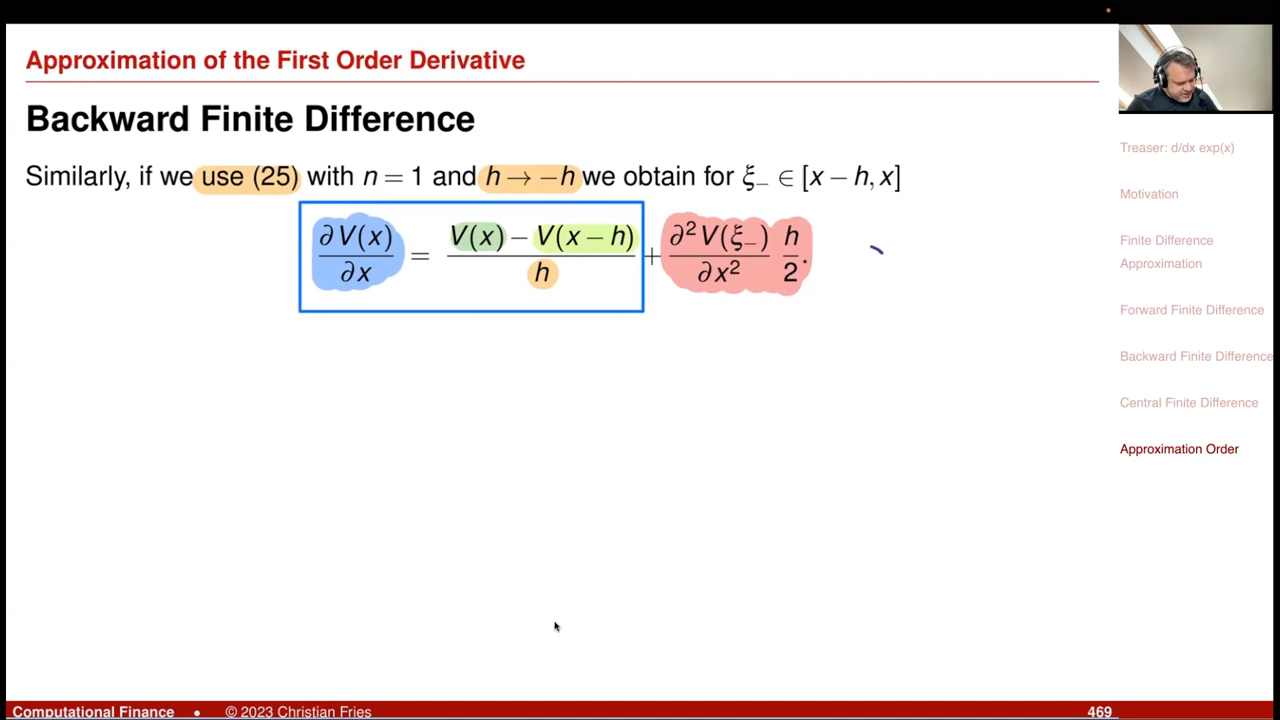 Approximation of the First Order Derivative
Backward Finite Difference
Similarly, if we use (25) with n = 1 and h → −h we obtain for ξ₋ ∈ [x − h, x]
∂V(x)/∂x = (V(x) − V(x − h))/h + ∂²V(ξ₋)/∂x² h/2.
Treaser: d/dx exp(x)
Motivation
Finite Difference
Approximation
Forward Finite Difference
Backward Finite Difference
Central Finite Difference
Approximation Order
Computational Finance • © 2023 Christian Fries 469